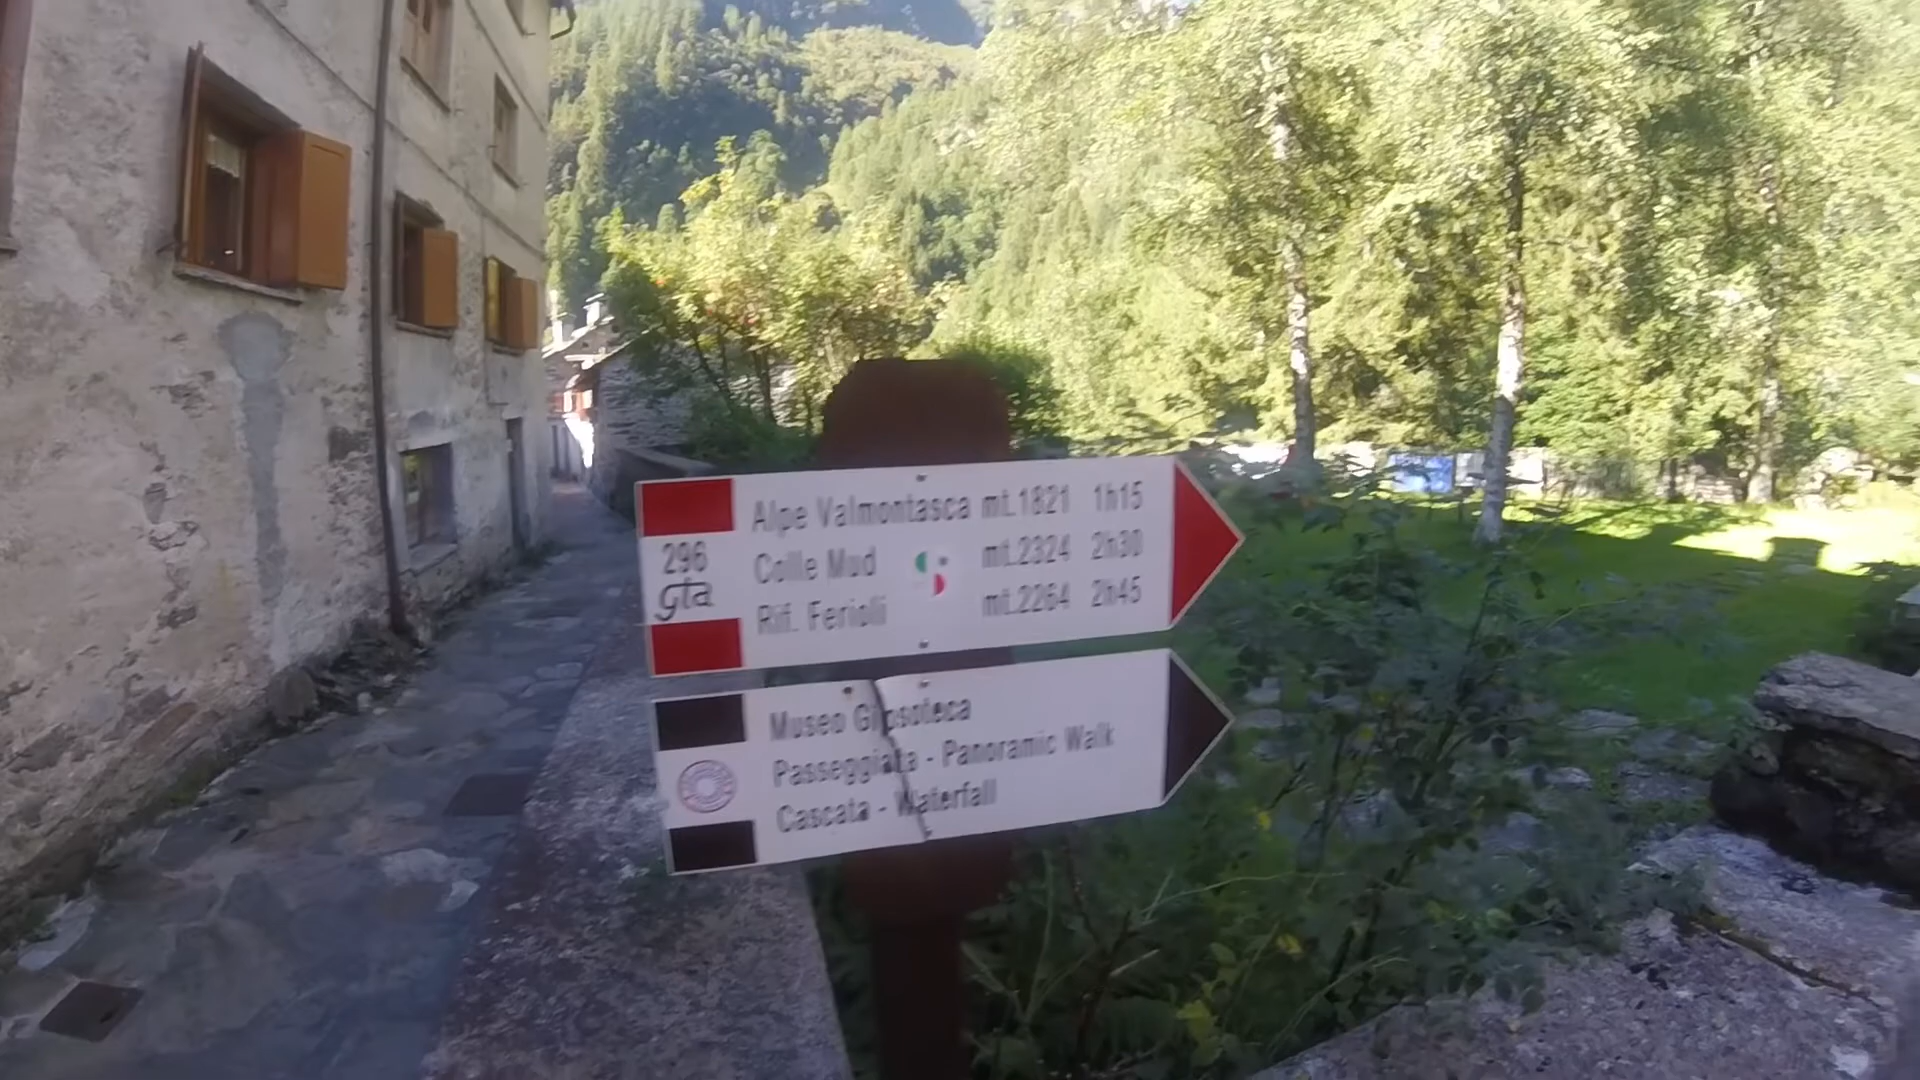 Alpe Valmontasca mt.1821 1h15
296 Colle Mud mt.2324 2h30
gta Rif. Ferioli mt.2264 2h45
Museo Gipsoteca
Passeggiata - Panoramic Walk
Cascata - Waterfall